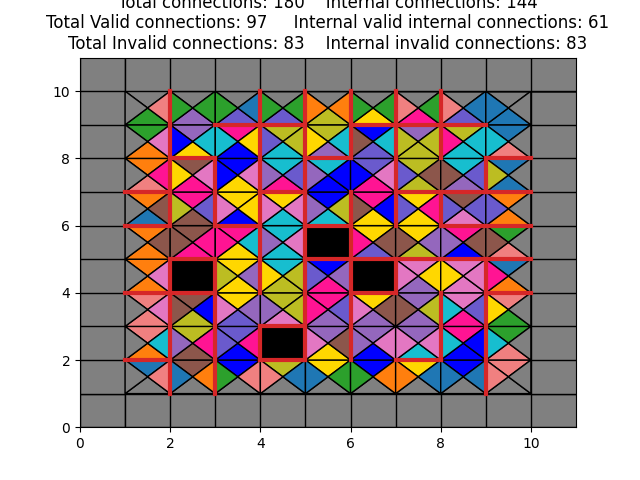 Total connections: 180 Internal connections: 144
Total Valid connections: 97 Internal valid internal connections: 61
Total Invalid connections: 83 Internal invalid connections: 83
10
8
6
4
2
0
0 2 4 6 8 10